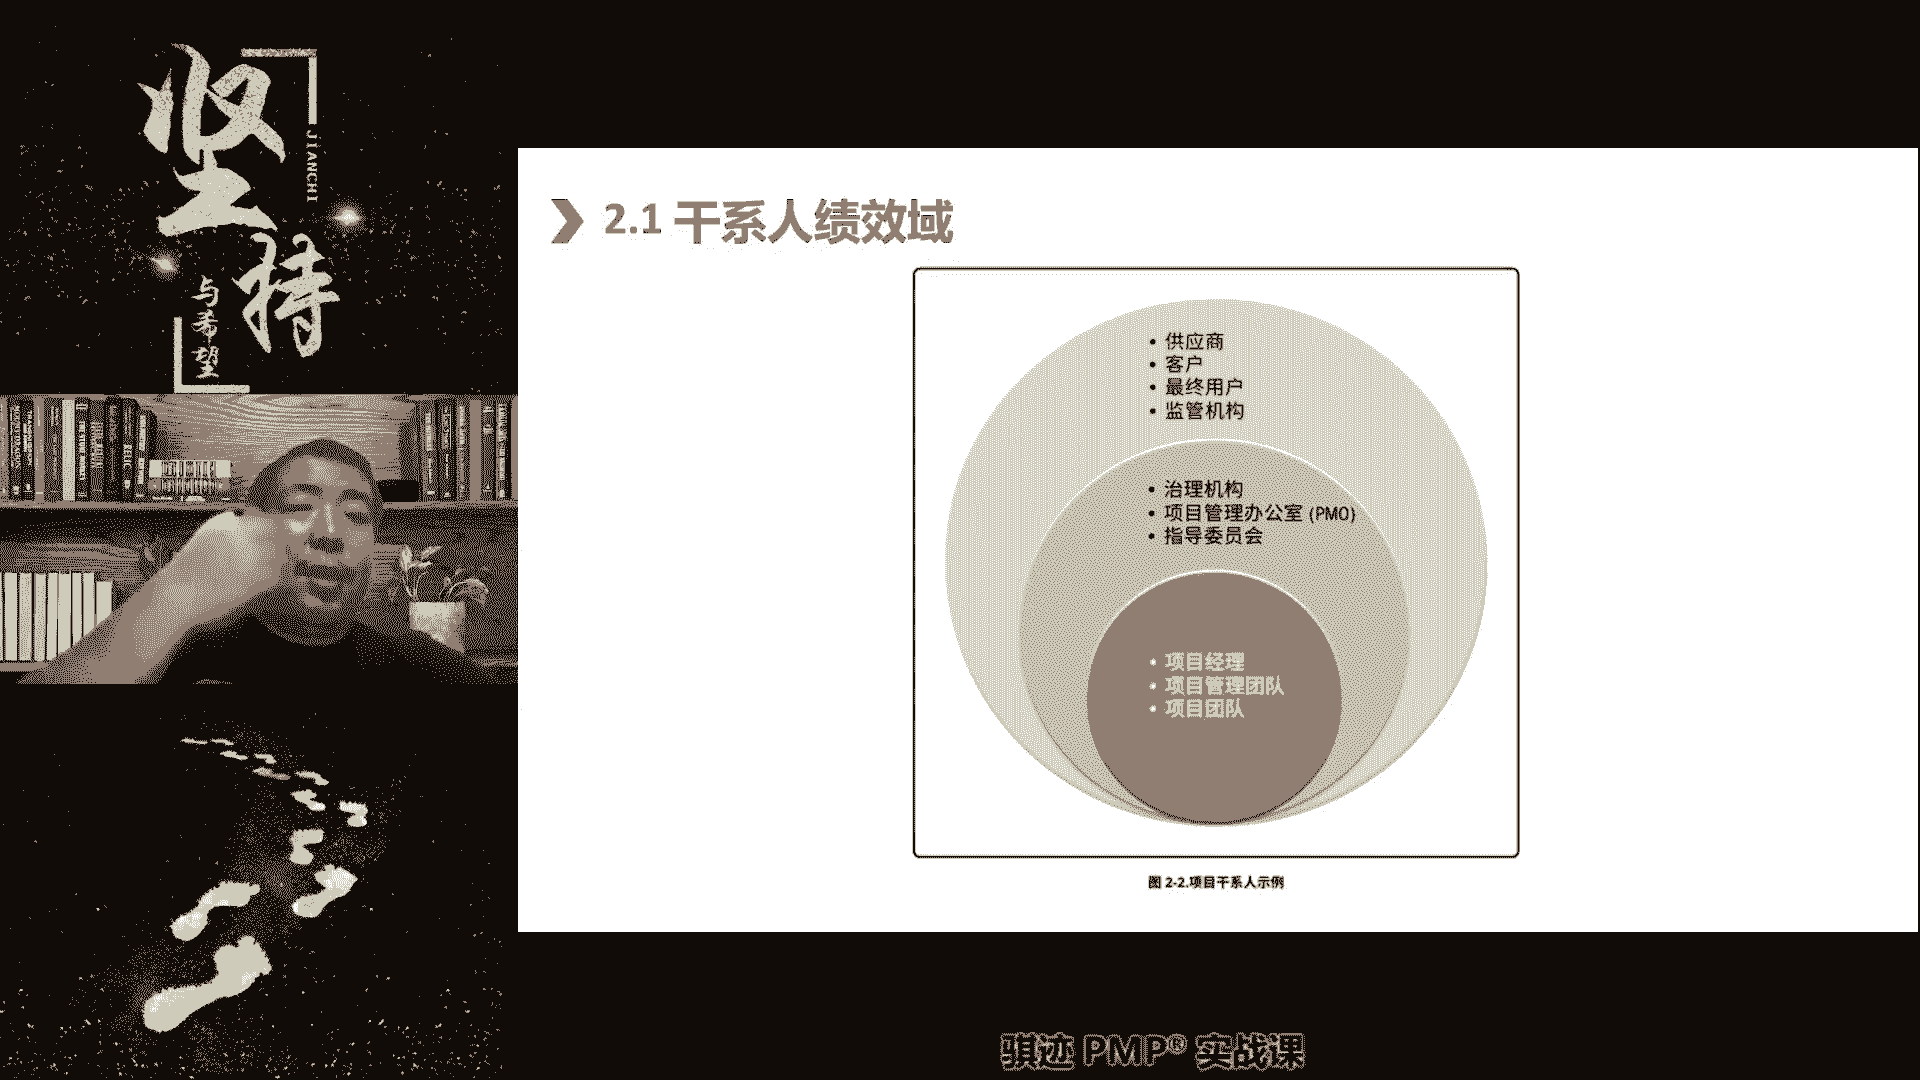 坚持
JIANCHI
与希望
2.1 干系人绩效域
• 供应商
• 客户
• 最终用户
• 监管机构
• 治理机构
• 项目管理办公室 (PMO)
• 指导委员会
• 项目经理
• 项目管理团队
• 项目团队
图 2-2.项目干系人示例
骐迹 PMP® 实战课